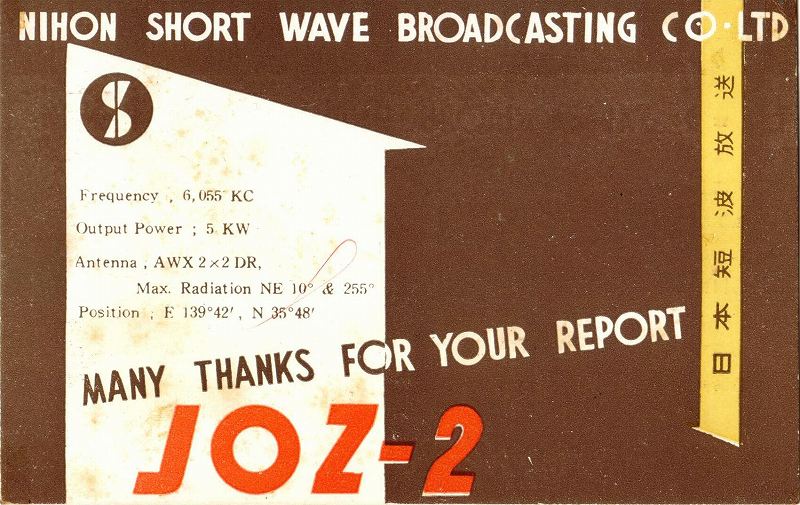 NIHON SHORT WAVE BROADCASTING CO·LTD
S
Frequency , 6,055 KC
Output Power ; 5 KW
Antenna , AWX 2×2 DR,
Max. Radiation NE 10° & 255°
Position ; E 139°42′, N 35°48′
MANY THANKS FOR YOUR REPORT
JOZ-2
日本短波放送